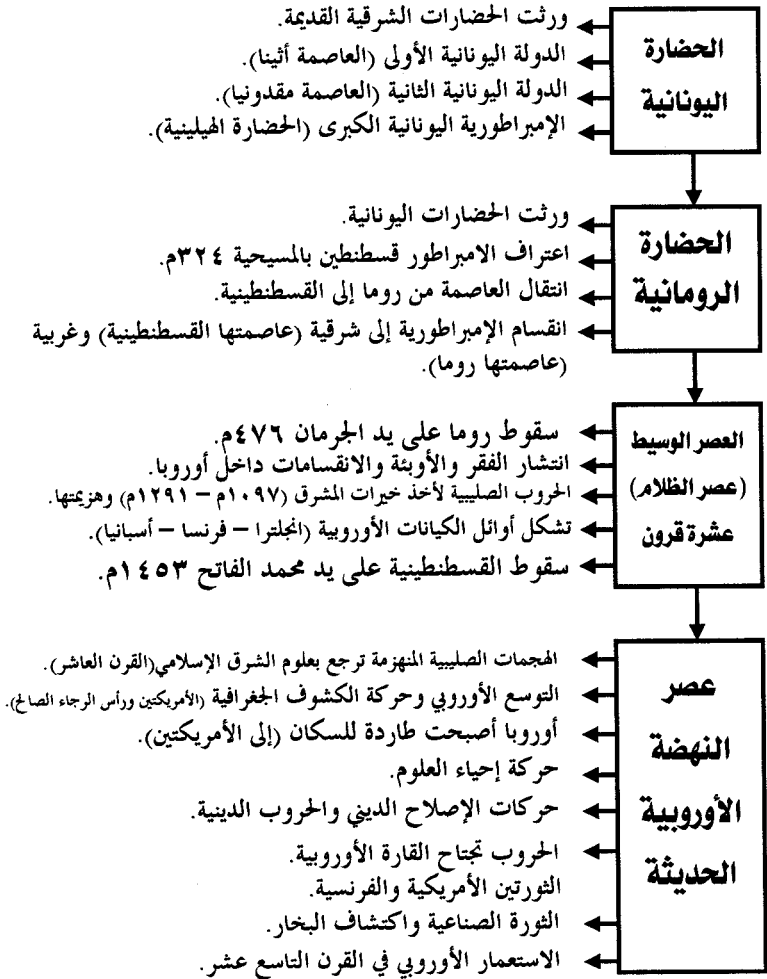 الحضارة
اليونانية
ورثت الحضارات الشرقية القديمة.
الدولة اليونانية الأولى (العاصمة أثينا).
الدولة اليونانية الثانية (العاصمة مقدونيا).
الإمبراطورية اليونانية الكبرى (الحضارة الهيلينية).
الحضارة
الرومانية
ورثت الحضارات اليونانية.
اعتراف الامبراطور قسطنطين بالمسيحية ٣٢٤م.
انتقال العاصمة من روما إلى القسطنطينية.
انقسام الإمبراطورية إلى شرقية (عاصمتها القسطنطينية) وغربية
(عاصمتها روما).
العصر الوسيط
(عصر الظلام)
عشرة قرون
سقوط روما على يد الجرمان ٤٧٦م.
انتشار الفقر والأوبئة والانقسامات داخل أوروبا.
الحروب الصليبية لأخذ خيرات المشرق (١٠٩٧م – ١٢٩١م) وهزيمتها.
تشكل أوائل الكيانات الأوروبية (انجلترا – فرنسا – أسبانيا).
سقوط القسطنطينية على يد محمد الفاتح ١٤٥٣م.
عصر
النهضة
الأوروبية
الحديثة
الهجمات الصليبية المنهزمة ترجع بعلوم الشرق الإسلامي(القرن العاشر).
التوسع الأوروبي وحركة الكشوف الجغرافية (الأمريكتين ورأس الرجاء الصالح).
أوروبا أصبحت طاردة للسكان (إلى الأمريكتين).
حركة إحياء العلوم.
حركات الإصلاح الديني والحروب الدينية.
الحروب تجتاح القارة الأوروبية.
الثورتين الأمريكية والفرنسية.
الثورة الصناعية واكتشاف البخار.
الاستعمار الأوروبي في القرن التاسع عشر.